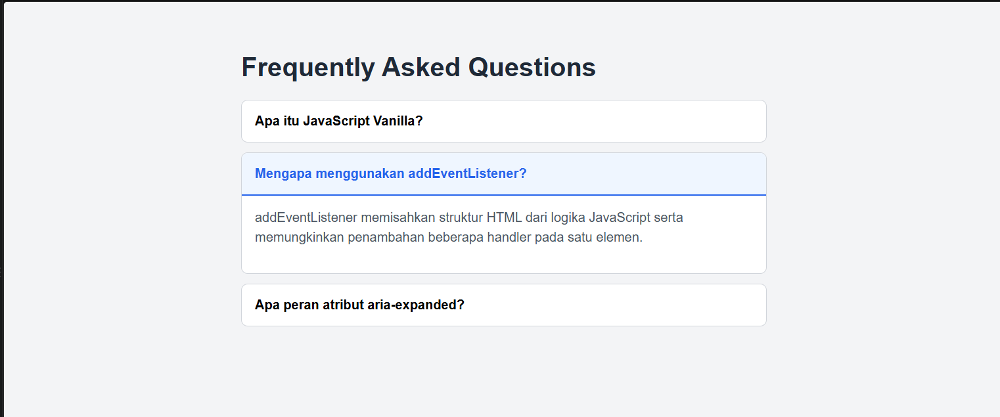 Frequently Asked Questions
Apa itu JavaScript Vanilla?
Mengapa menggunakan addEventListener?
addEventListener memisahkan struktur HTML dari logika JavaScript serta
memungkinkan penambahan beberapa handler pada satu elemen.
Apa peran atribut aria-expanded?